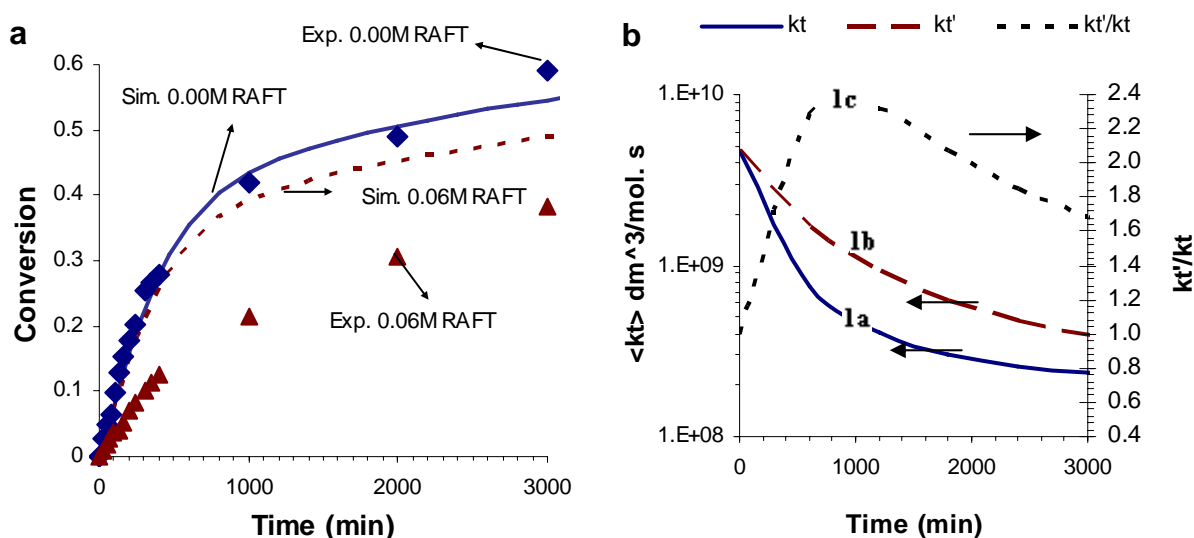 a
Exp. 0.00M RAFT
0.6
Sim. 0.00M RAFT
0.5
0.4
Sim. 0.06M RAFT
0.3
0.2
Exp. 0.06M RAFT
0.1
0
Conversion
0 1000 2000 3000
Time (min)
b
kt kt' kt'/kt
1.E+10
1.E+09
1.E+08
<kt> dm^3/mol. s
1c
1b
1a
2.4
2.2
2.0
1.8
1.6
1.4
1.2
1.0
0.8
0.6
0.4
kt'/kt
0 1000 2000 3000
Time (min)